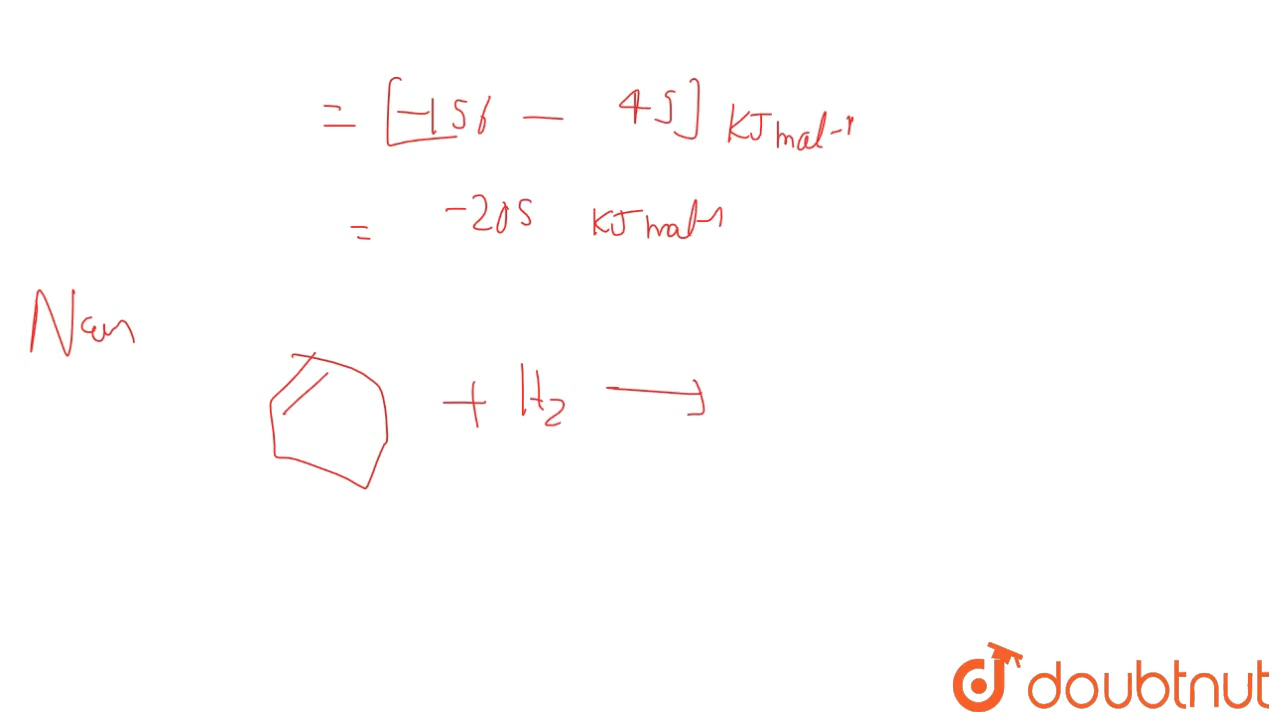 = [-156 - 45] KJ mol-1
= -205 KJ mol-1
Now
+ H2 →
doubtnut